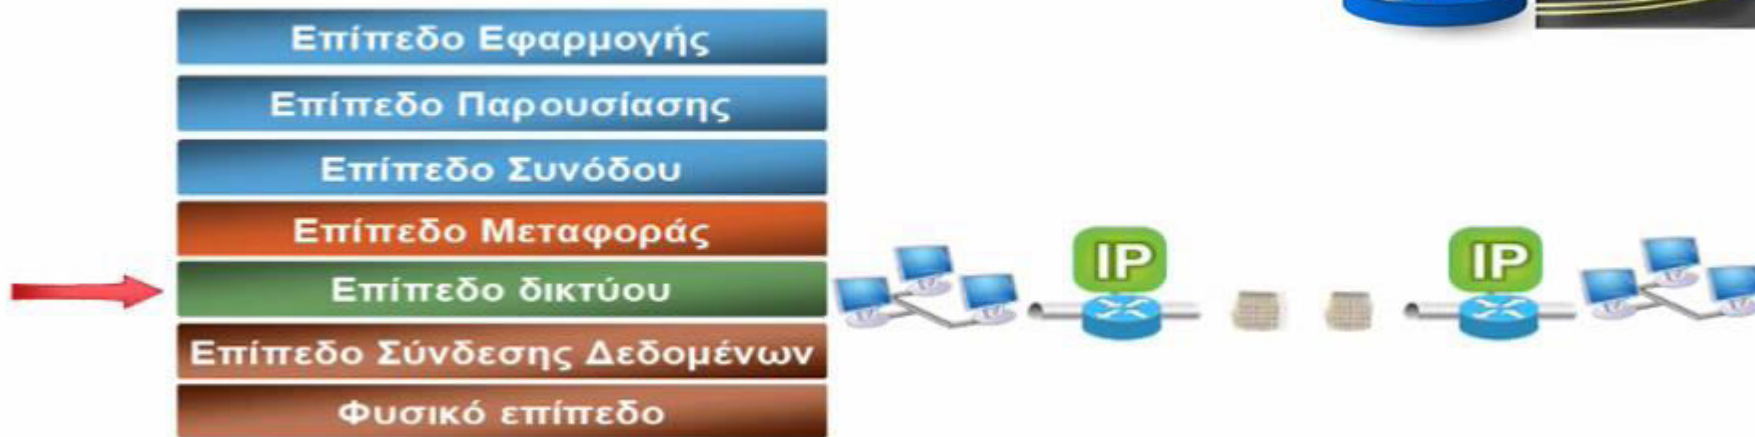 Επίπεδο Εφαρμογής
Επίπεδο Παρουσίασης
Επίπεδο Συνόδου
Επίπεδο Μεταφοράς
Επίπεδο δικτύου
IP
IP
Επίπεδο Σύνδεσης Δεδομένων
Φυσικό επίπεδο